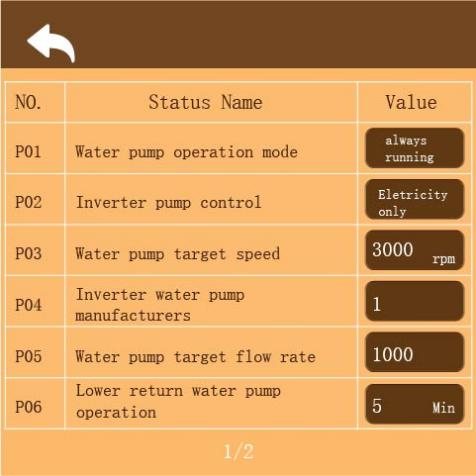 NO. Status Name Value
P01 Water pump operation mode always running
P02 Inverter pump control Eletricity only
P03 Water pump target speed 3000 rpm
P04 Inverter water pump manufacturers 1
P05 Water pump target flow rate 1000
P06 Lower return water pump operation 5 Min
1/2